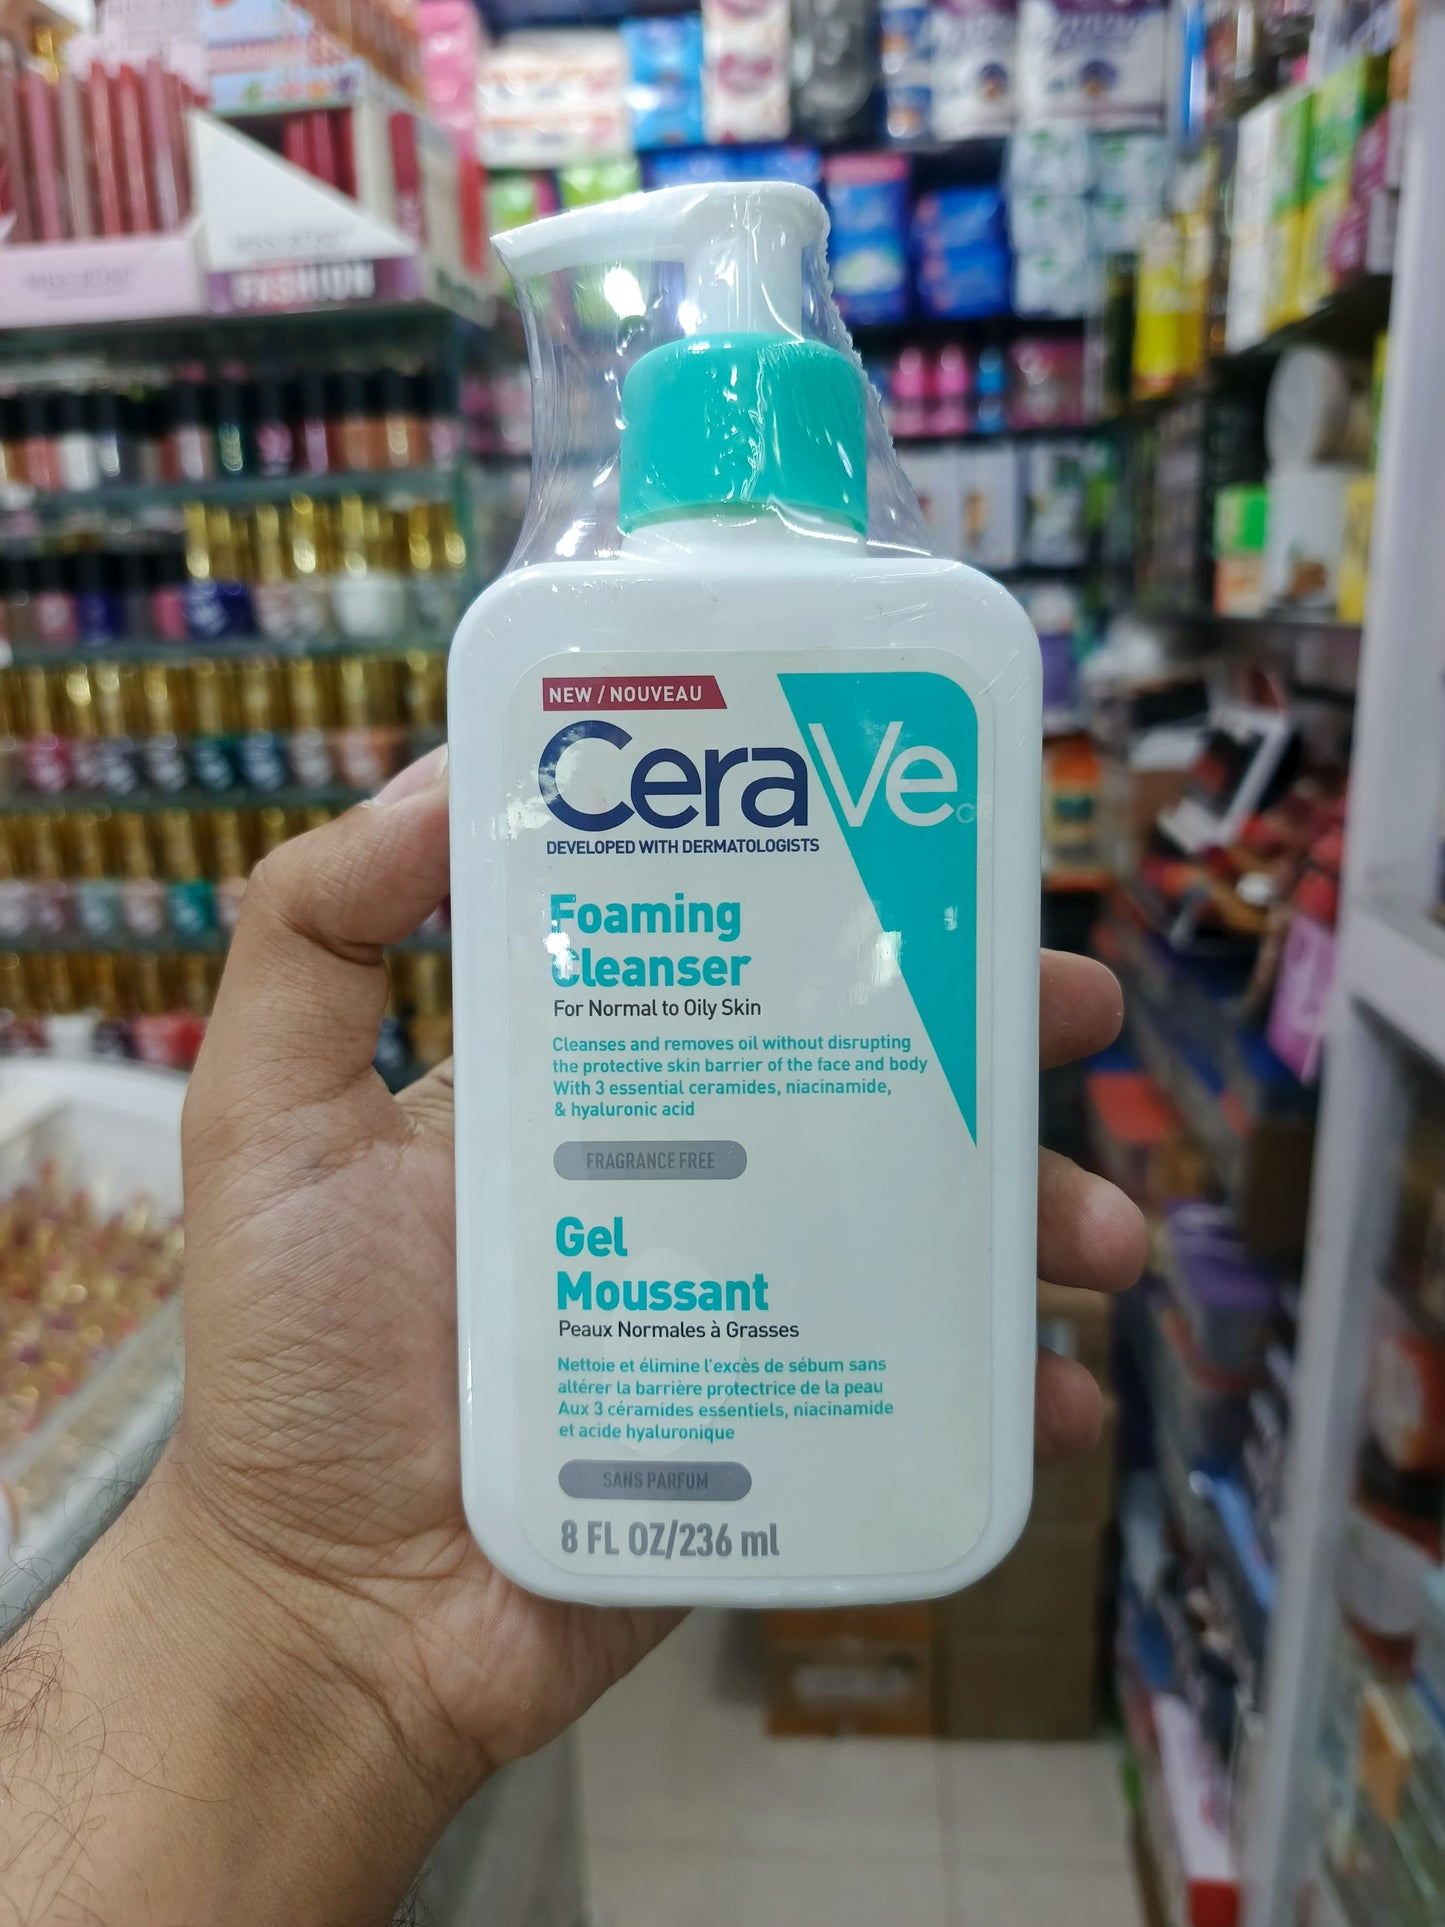 FASHION
NEW / NOUVEAU
CeraVe
DEVELOPED WITH DERMATOLOGISTS
Foaming
Cleanser
For Normal to Oily Skin
Cleanses and removes oil without disrupting
the protective skin barrier of the face and body
With 3 essential ceramides, niacinamide,
& hyaluronic acid
FRAGRANCE FREE
Gel
Moussant
Peaux Normales à Grasses
Nettoie et élimine l'excès de sébum sans
altérer la barrière protectrice de la peau
Aux 3 céramides essentiels, niacinamide
et acide hyaluronique
SANS PARFUM
8 FL OZ/236 ml